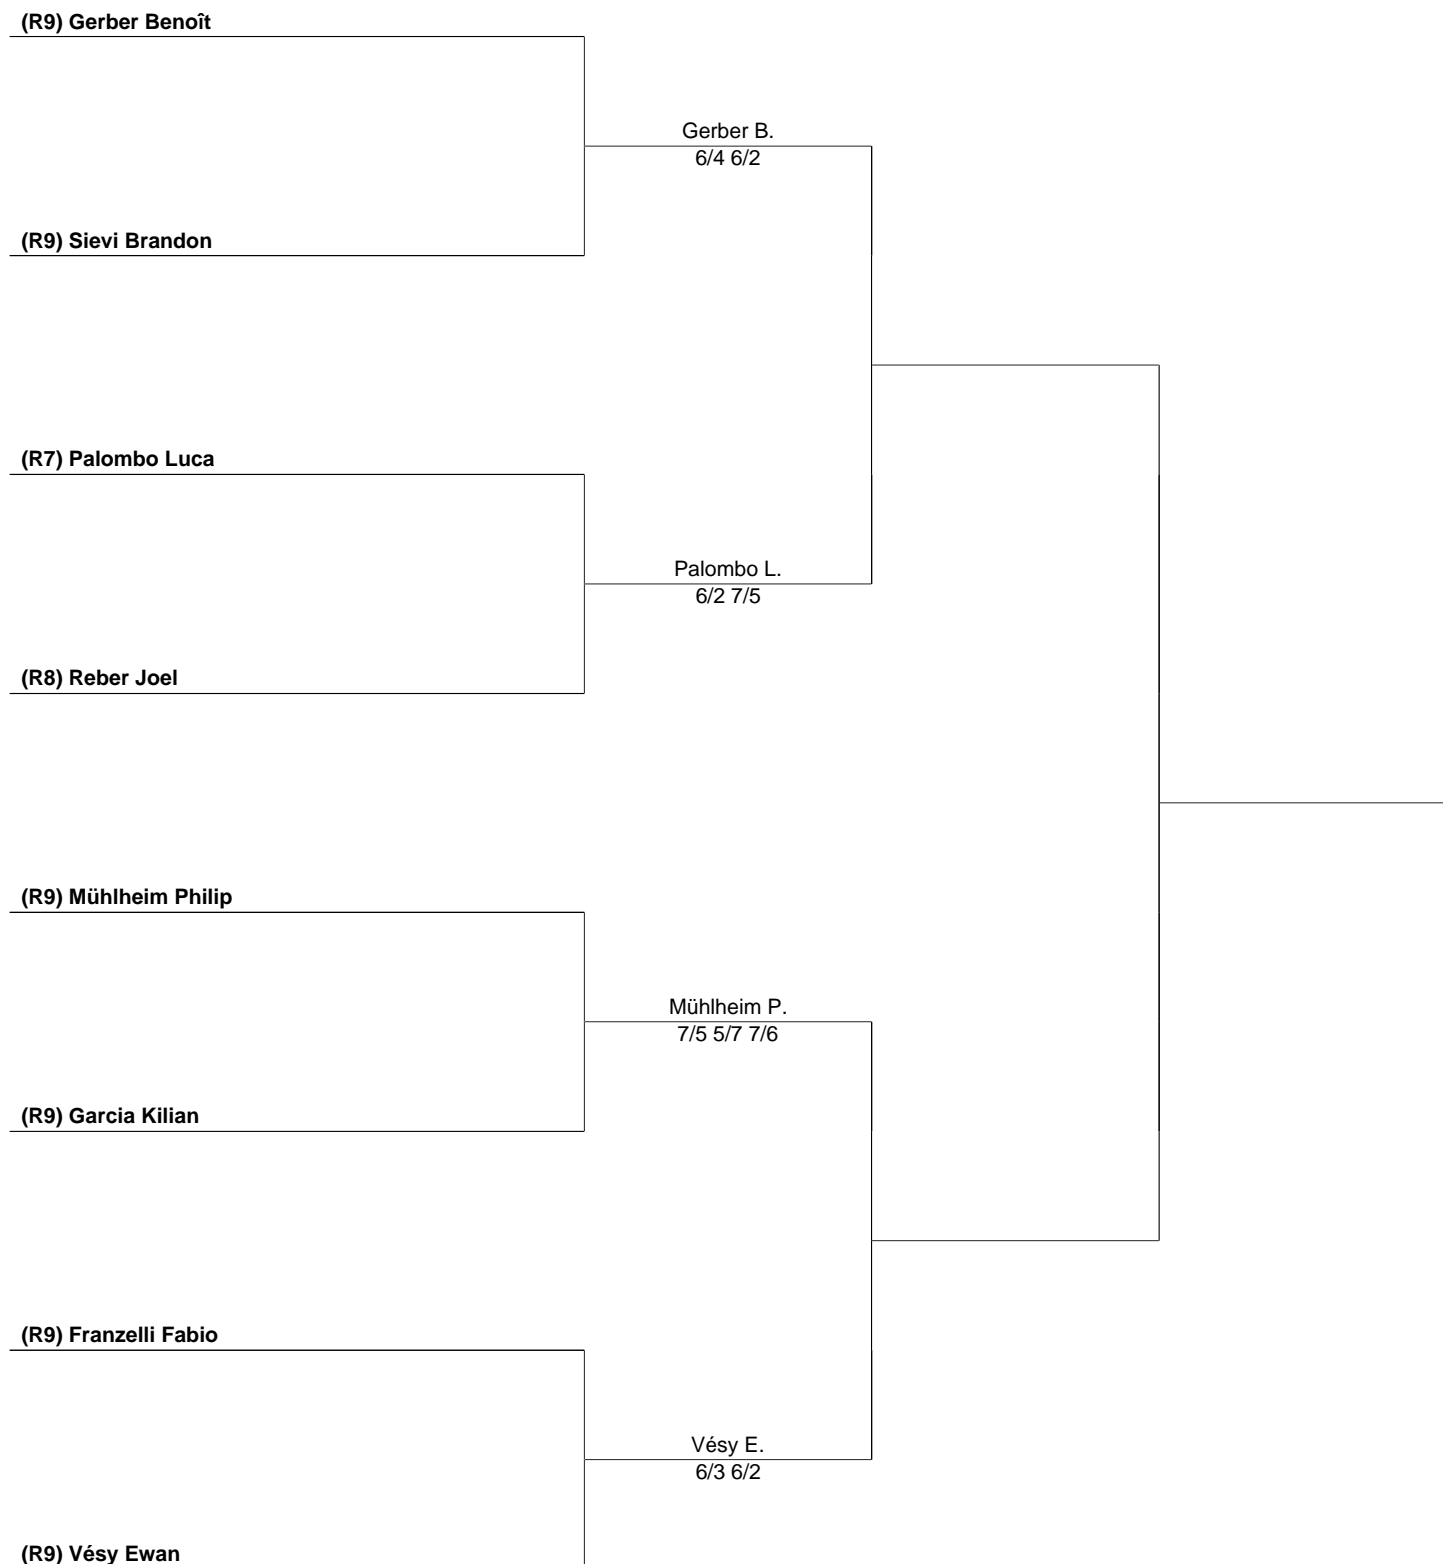 (R9) Gerber Benoît
Gerber B.
6/4 6/2
(R9) Sievi Brandon
(R7) Palombo Luca
Palombo L.
6/2 7/5
(R8) Reber Joel
(R9) Mühlheim Philip
Mühlheim P.
7/5 5/7 7/6
(R9) Garcia Kilian
(R9) Franzelli Fabio
Vésy E.
6/3 6/2
(R9) Vésy Ewan